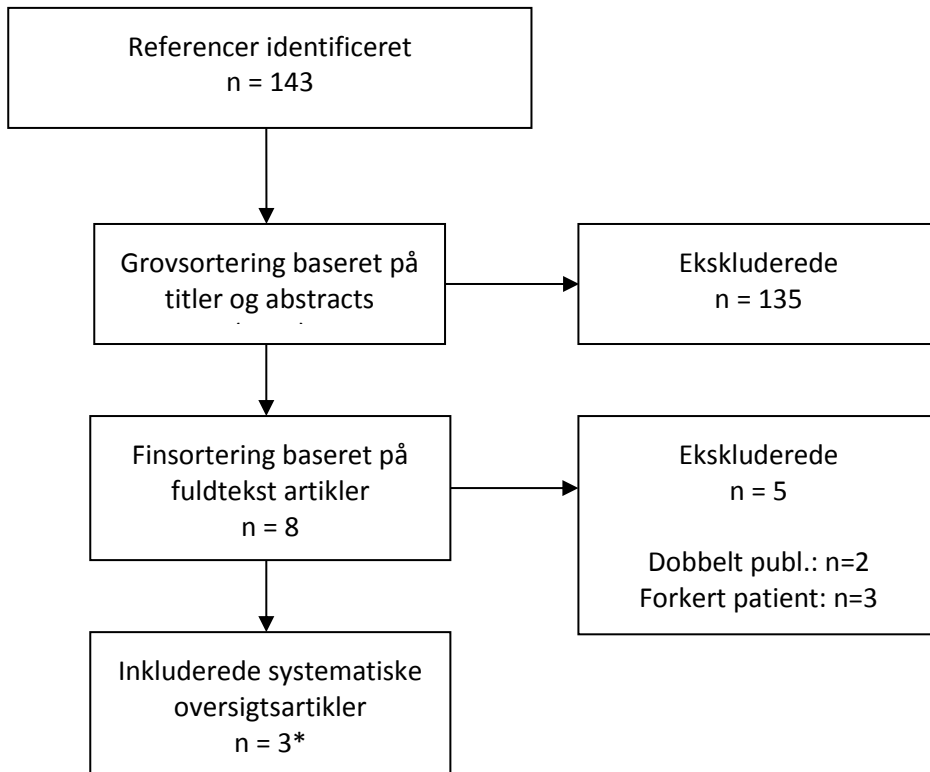 Referencer identificeret
n = 143
Grovsortering baseret på
titler og abstracts
Ekskluderede
n = 135
Finsortering baseret på
fuldtekst artikler
n = 8
Ekskluderede
n = 5
Dobbelt publ.: n=2
Forkert patient: n=3
Inkluderede systematiske
oversigtsartikler
n = 3*